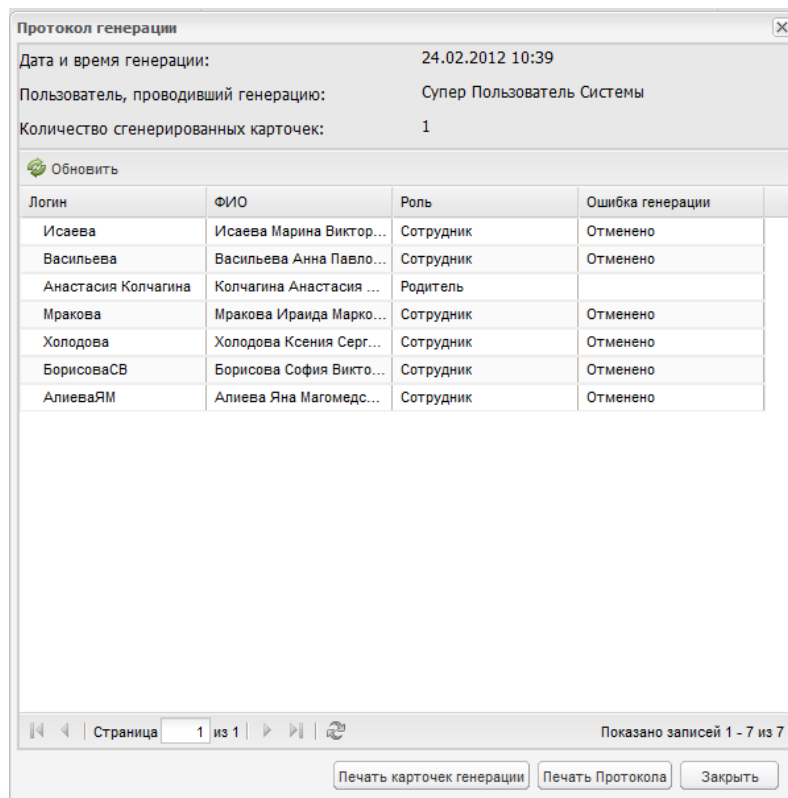 Протокол генерации
Дата и время генерации: 24.02.2012 10:39
Пользователь, проводивший генерацию: Супер Пользователь Системы
Количество сгенерированных карточек: 1
Обновить
Логин ФИО Роль Ошибка генерации
Исаева Исаева Марина Виктор... Сотрудник Отменено
Васильева Васильева Анна Павло... Сотрудник Отменено
Анастасия Колчагина Колчагина Анастасия ... Родитель
Мракова Мракова Ираида Марко... Сотрудник Отменено
Холодова Холодова Ксения Серг... Сотрудник Отменено
БорисоваСВ Борисова София Викто... Сотрудник Отменено
АлиеваЯМ Алиева Яна Магомедс... Сотрудник Отменено
Страница 1 из 1 Показано записей 1 - 7 из 7
Печать карточек генерации Печать Протокола Закрыть